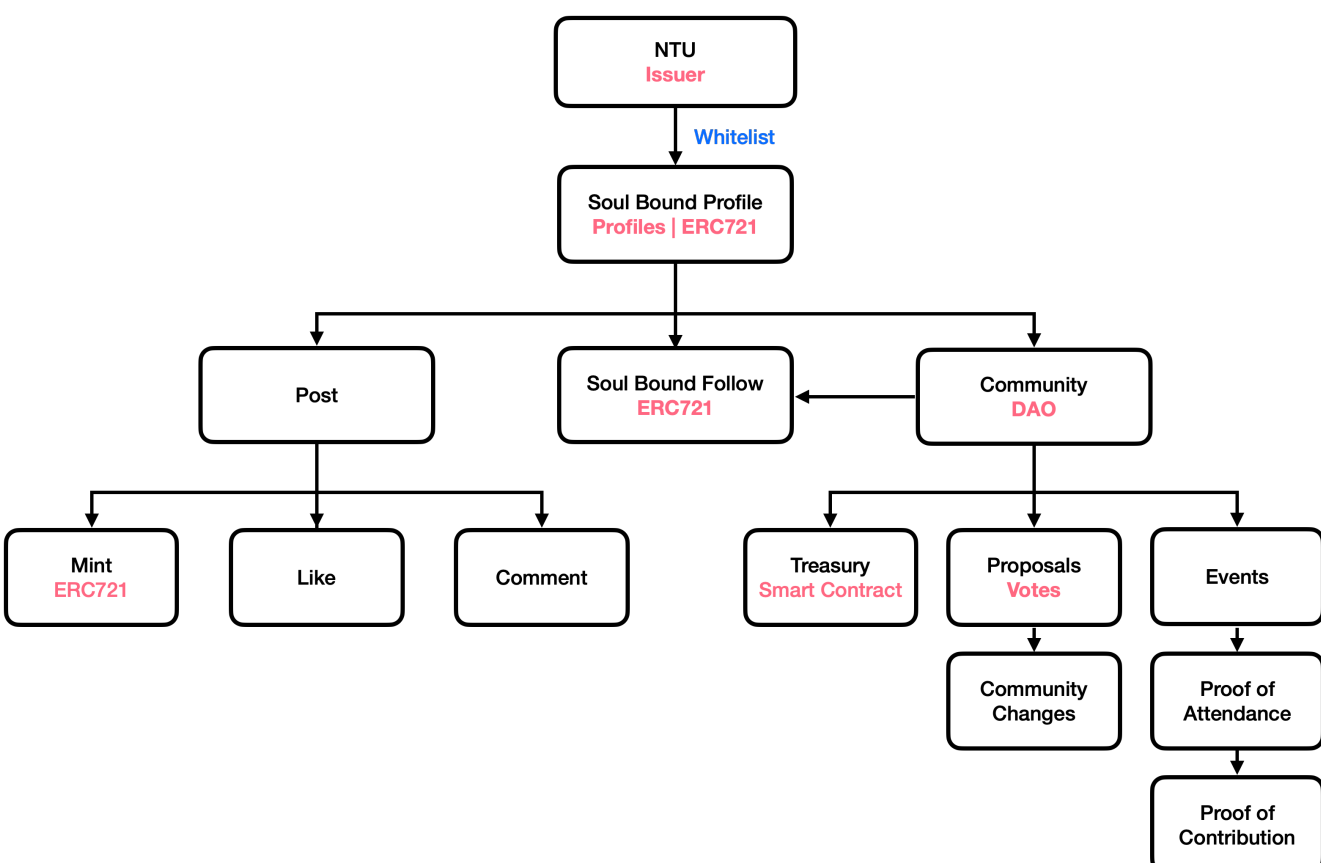 NTU
Issuer
Whitelist
Soul Bound Profile
Profiles | ERC721
Post
Soul Bound Follow
ERC721
Community
DAO
Mint
ERC721
Like
Comment
Treasury
Smart Contract
Proposals
Votes
Events
Community
Changes
Proof of
Attendance
Proof of
Contribution